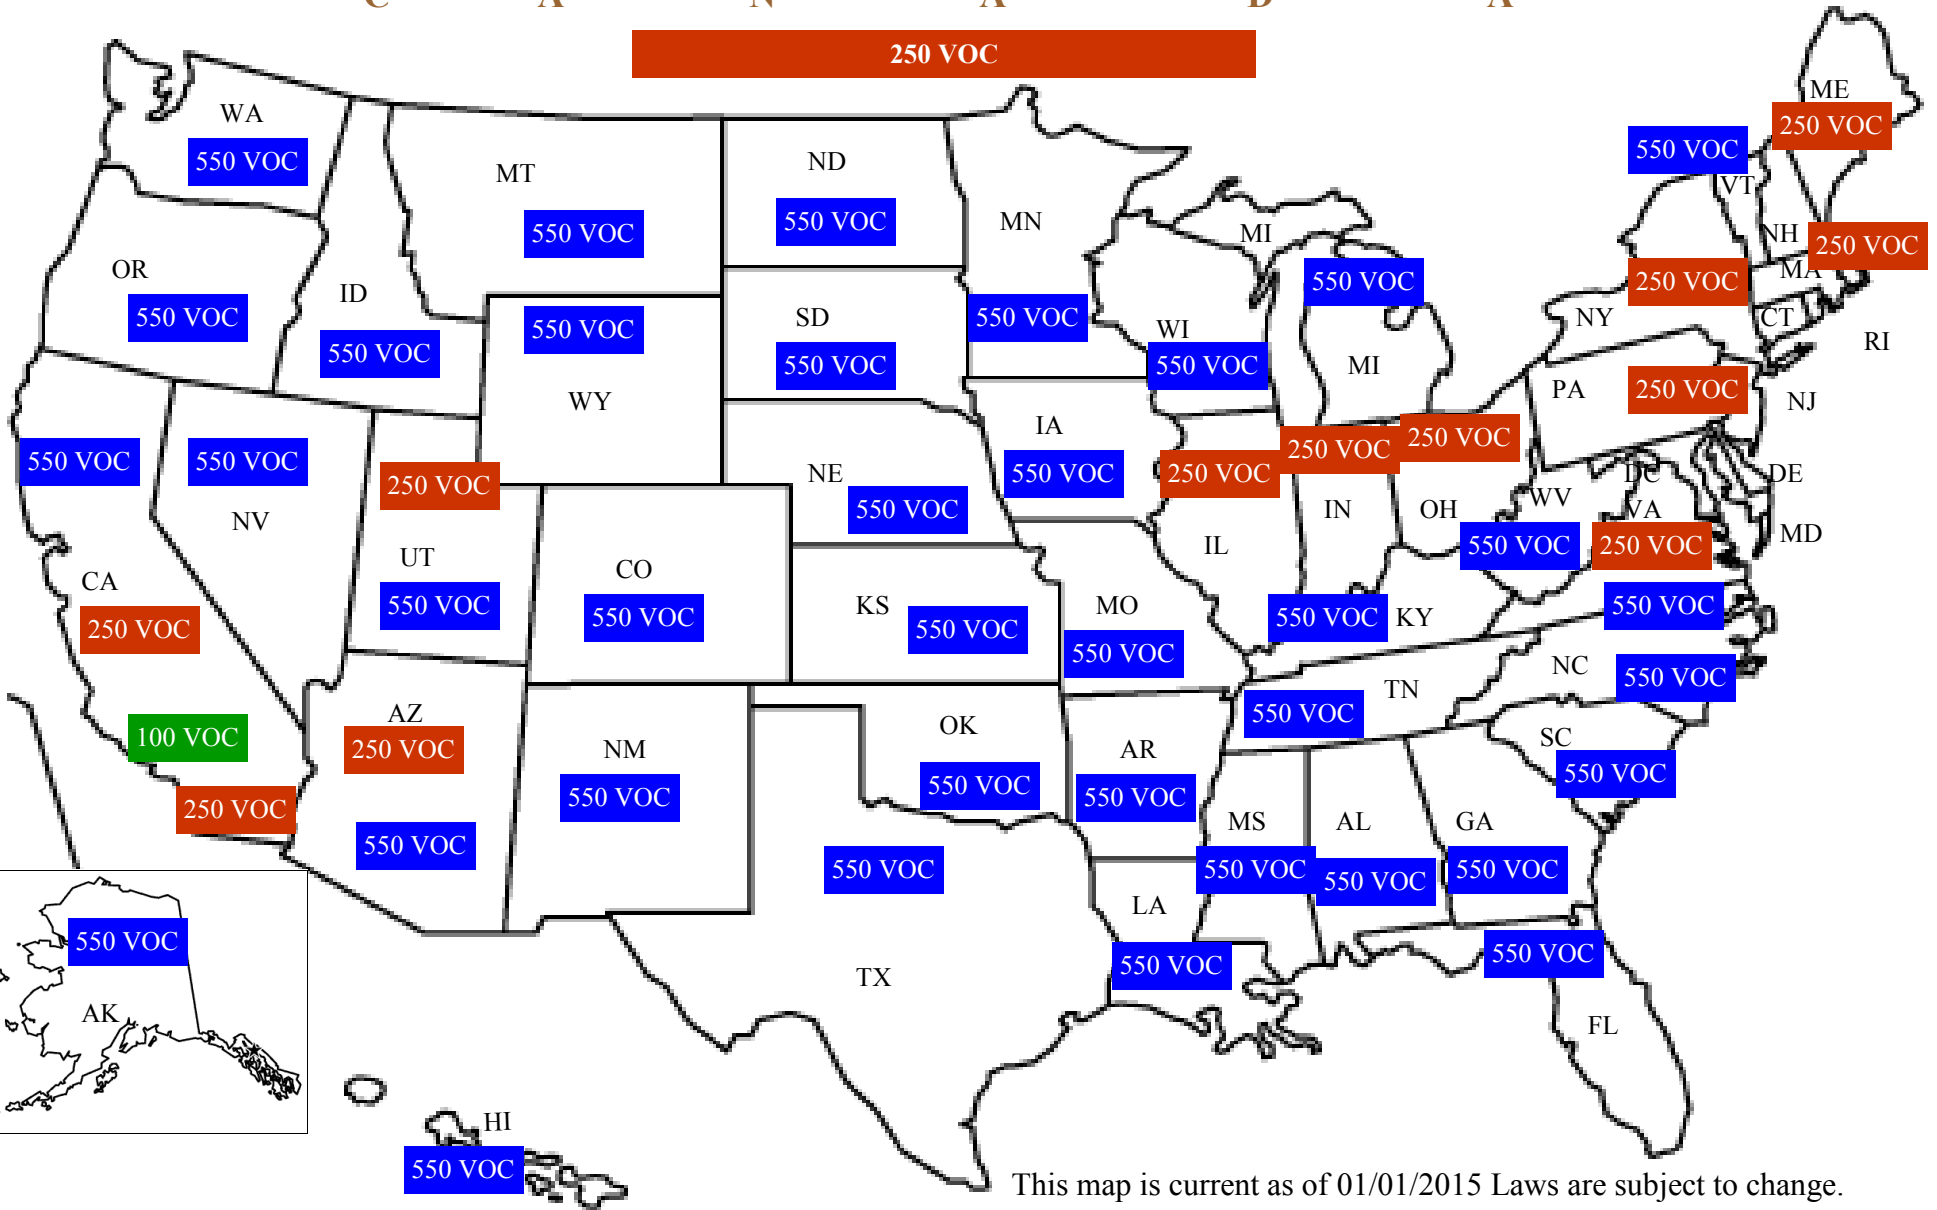 C A N A D A
250 VOC
ME
250 VOC
WA
550 VOC
550 VOC
VT
MT
550 VOC
ND
550 VOC
MN
MI
NH
250 VOC
MA
OR
550 VOC
ID
550 VOC
550 VOC
SD
550 VOC
550 VOC
WI
550 VOC
550 VOC
MI
250 VOC
NY
CT
RI
WY
PA
250 VOC
NJ
IA
550 VOC
250 VOC
250 VOC
250 VOC
550 VOC
550 VOC
NV
250 VOC
NE
550 VOC
IN
OH
WV
550 VOC
DC
VA
250 VOC
DE
MD
IL
UT
550 VOC
CO
550 VOC
KS
550 VOC
MO
550 VOC
550 VOC
KY
550 VOC
CA
250 VOC
NC
550 VOC
TN
550 VOC
100 VOC
AZ
250 VOC
NM
550 VOC
OK
550 VOC
AR
550 VOC
SC
550 VOC
250 VOC
550 VOC
MS
550 VOC
AL
550 VOC
GA
550 VOC
550 VOC
TX
LA
550 VOC
550 VOC
FL
550 VOC
AK
HI
550 VOC
This map is current as of 01/01/2015 Laws are subject to change.